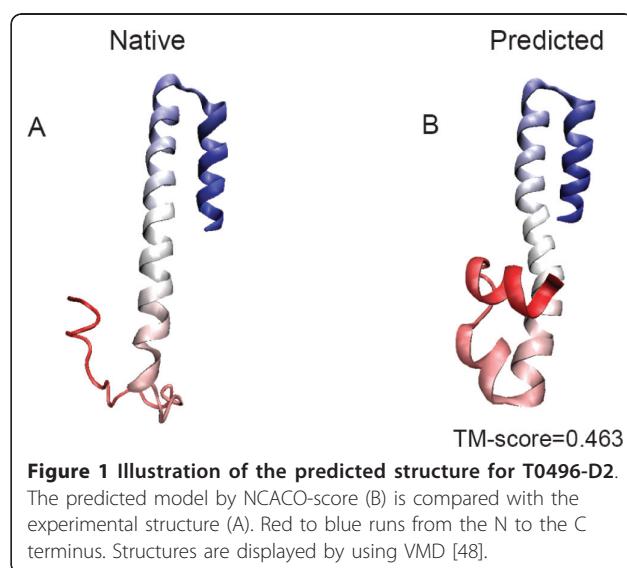 Native
Predicted
A
B
TM-score=0.463
Figure 1 Illustration of the predicted structure for T0496-D2.
The predicted model by NCACO-score (B) is compared with the
experimental structure (A). Red to blue runs from the N to the C
terminus. Structures are displayed by using VMD [48].